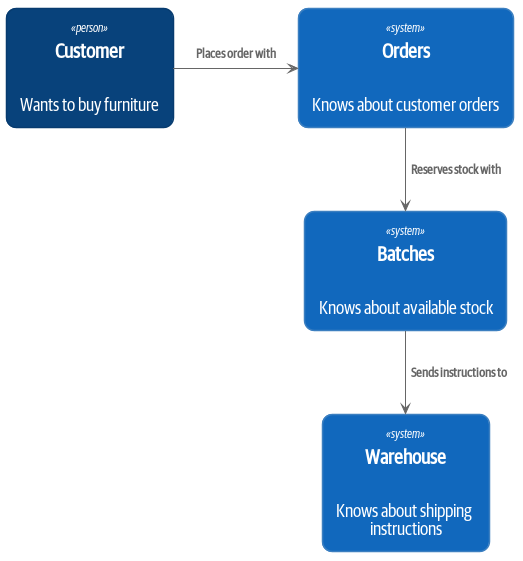 «person»
Customer
Wants to buy furniture
Places order with
«system»
Orders
Knows about customer orders
Reserves stock with
«system»
Batches
Knows about available stock
Sends instructions to
«system»
Warehouse
Knows about shipping
instructions